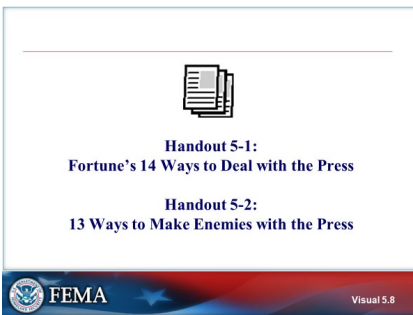 Handout 5-1:
Fortune's 14 Ways to Deal with the Press
Handout 5-2:
13 Ways to Make Enemies with the Press
FEMA
Visual 5.8